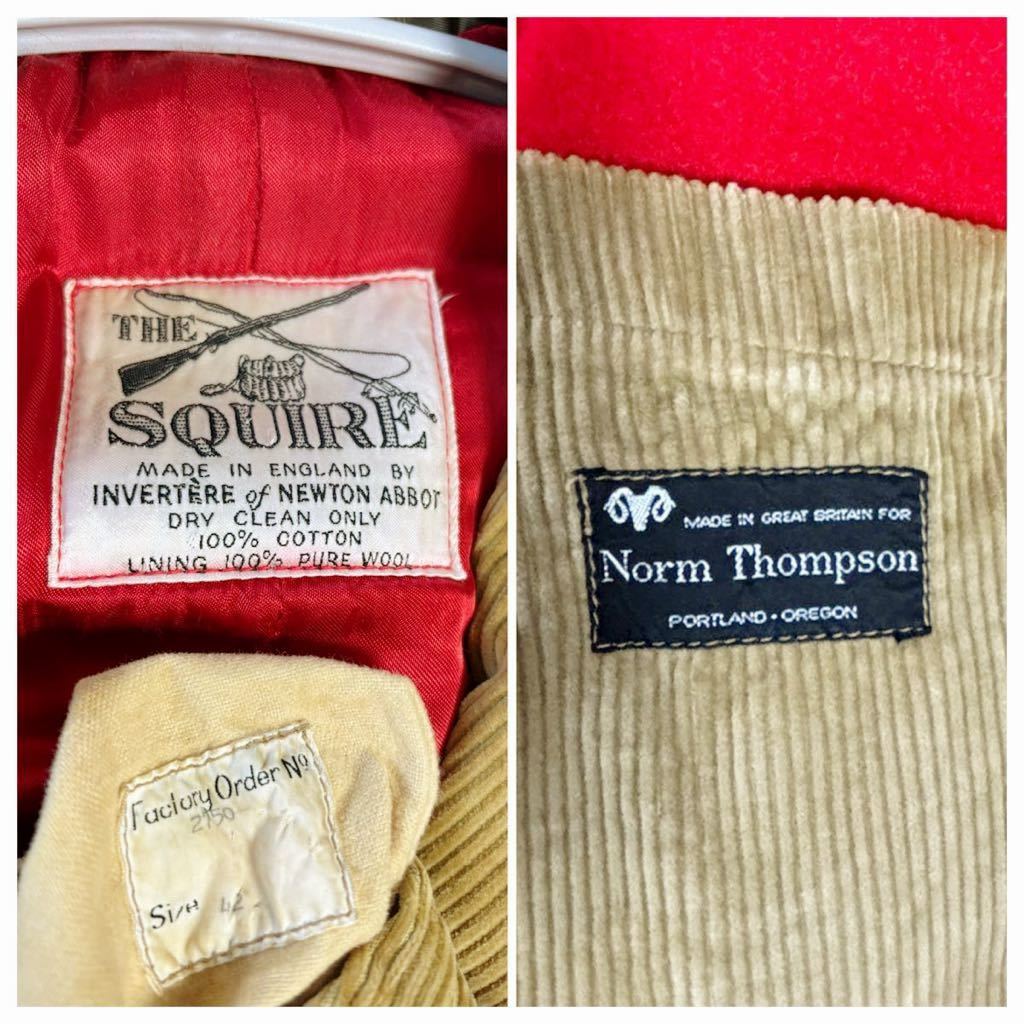 THE
SQUIRE
MADE IN ENGLAND BY
INVERTÈRE of NEWTON ABBOT
DRY CLEAN ONLY
100% COTTON
LINING 100% PURE WOOL
Factory Order Nº
2150
Size 42
MADE IN GREAT BRITAIN FOR
Norm Thompson
PORTLAND • OREGON